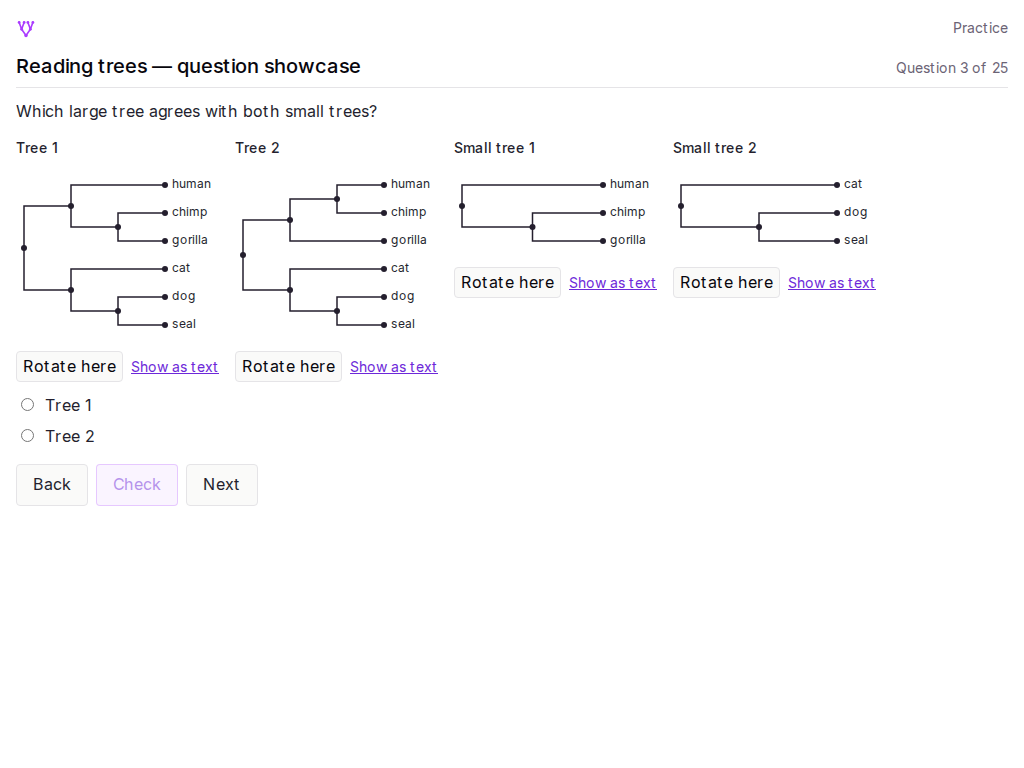 Practice
Reading trees — question showcase
Question 3 of 25
Which large tree agrees with both small trees?
Tree 1
human
chimp
gorilla
cat
dog
seal
Rotate here Show as text
Tree 2
human
chimp
gorilla
cat
dog
seal
Rotate here Show as text
Small tree 1
human
chimp
gorilla
Rotate here Show as text
Small tree 2
cat
dog
seal
Rotate here Show as text
Tree 1
Tree 2
Back Check Next